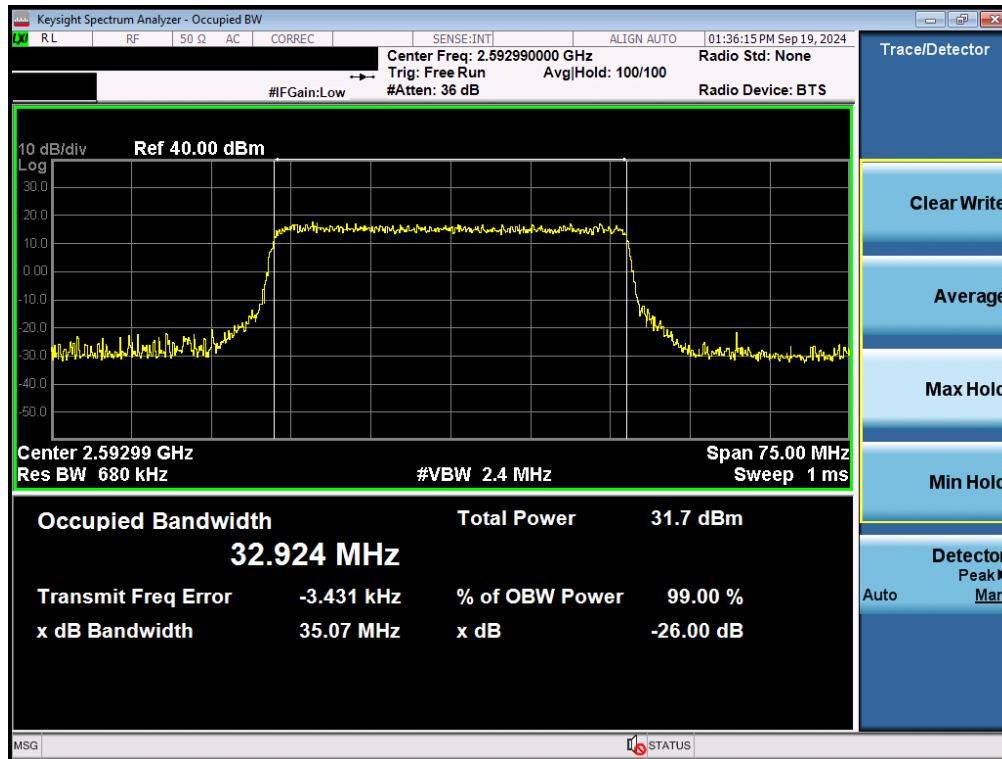 Keysight Spectrum Analyzer - Occupied BW
LXI RL RF 50 Ω AC CORREC SENSE:INT ALIGN AUTO 01:36:15 PM Sep 19, 2024
Center Freq: 2.592990000 GHz Radio Std: None
Trig: Free Run Avg|Hold: 100/100
#IFGain:Low #Atten: 36 dB Radio Device: BTS
Trace/Detector
10 dB/div Ref 40.00 dBm
Log
30.0
20.0
10.0
0.00
-10.0
-20.0
-30.0
-40.0
-50.0
Center 2.59299 GHz Span 75.00 MHz
Res BW 680 kHz #VBW 2.4 MHz Sweep 1 ms
Occupied Bandwidth Total Power 31.7 dBm
32.924 MHz
Transmit Freq Error -3.431 kHz % of OBW Power 99.00 %
x dB Bandwidth 35.07 MHz x dB -26.00 dB
Clear Write
Average
Max Hold
Min Hold
Detector
Peak
Auto Man
MSG STATUS